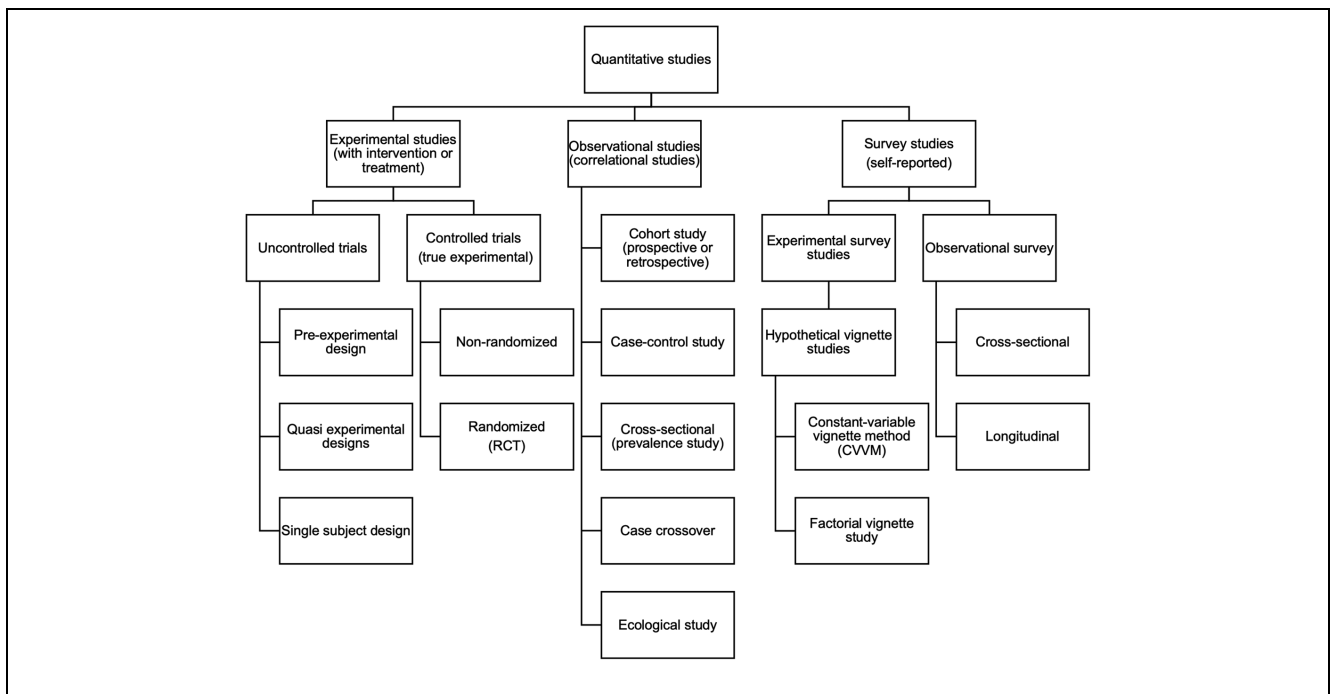 Quantitative studies
Experimental studies
(with intervention or
treatment)
Observational studies
(correlational studies)
Survey studies
(self-reported)
Uncontrolled trials
Controlled trials
(true experimental)
Cohort study
(prospective or
retrospective)
Experimental survey
studies
Observational survey
Pre-experimental
design
Non-randomized
Case-control study
Hypothetical vignette
studies
Cross-sectional
Quasi experimental
designs
Randomized
(RCT)
Cross-sectional
(prevalence study)
Constant-variable
vignette method
(CVVM)
Longitudinal
Single subject design
Case crossover
Factorial vignette
study
Ecological study